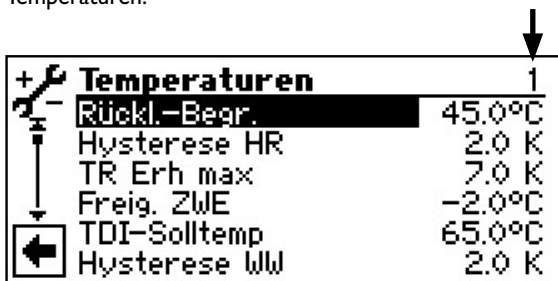 Temperaturen.
Temperaturen 1
Rückl.-Begr. 45.0°C
Hysterese HR 2.0 K
TR Erh max 7.0 K
Freig. ZWE -2.0°C
TDI-Solltemp 65.0°C
Hysterese WW 2.0 K